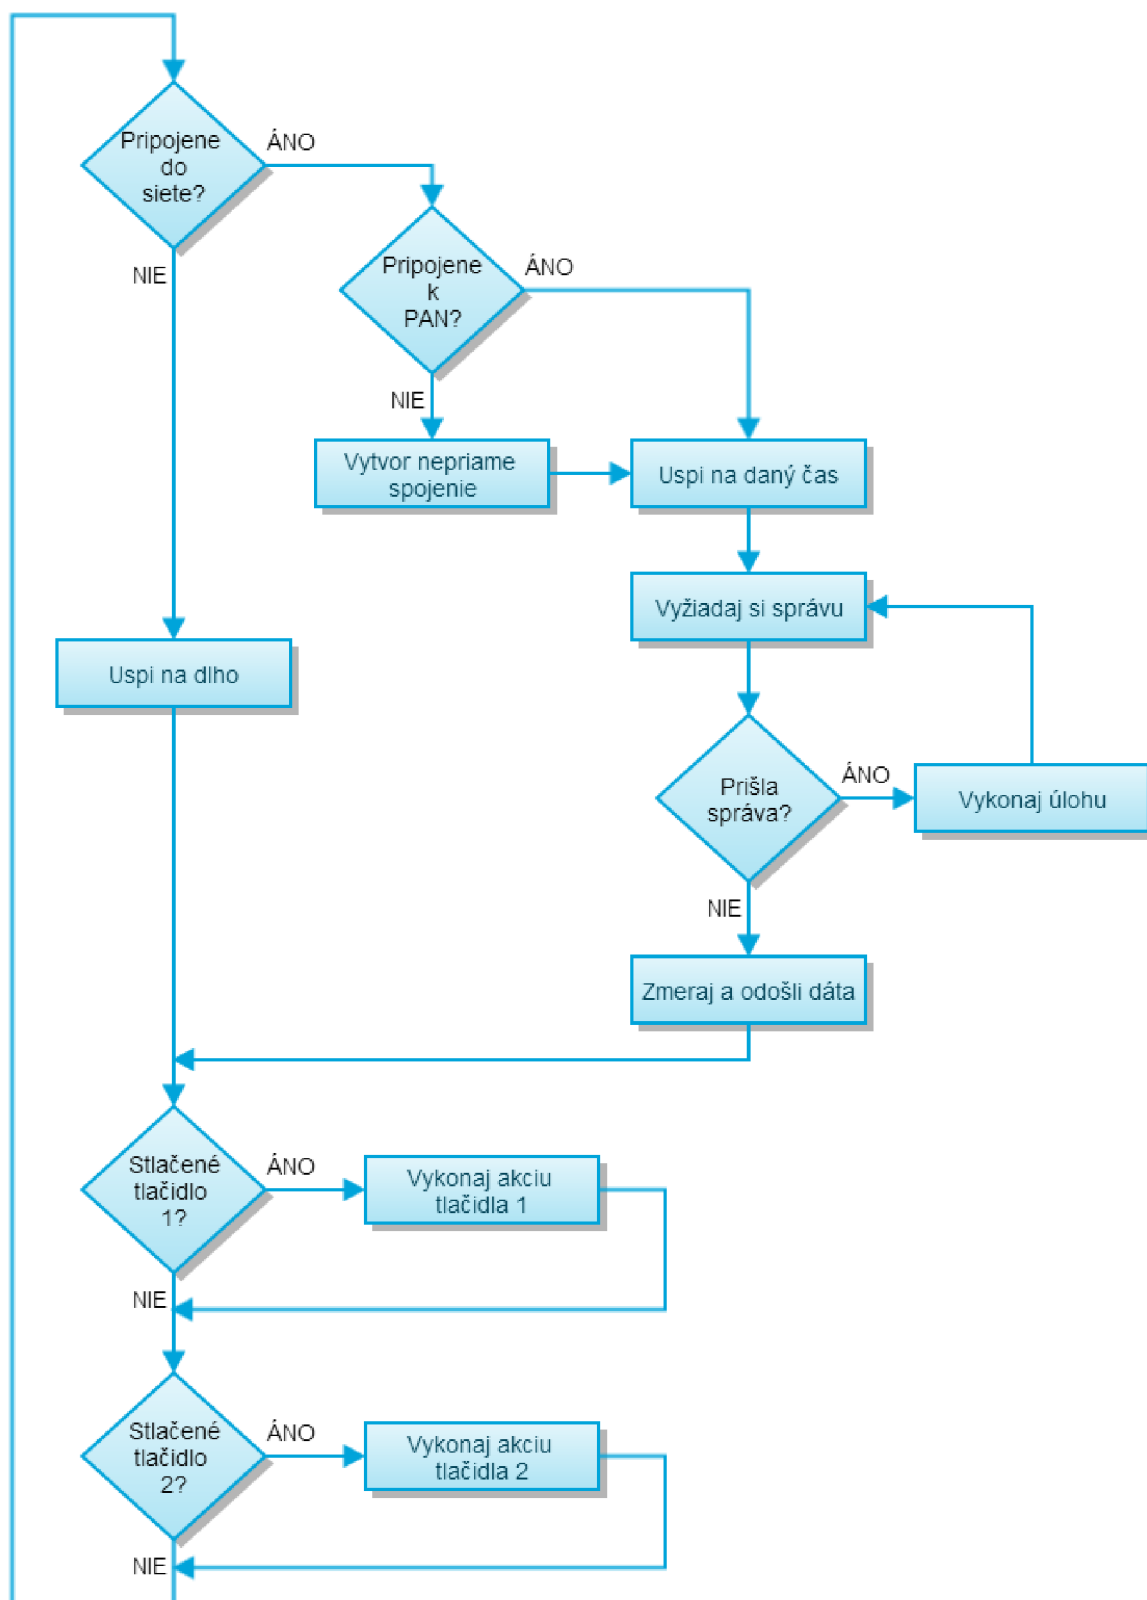 Pripojene
do
siete?
ÁNO
NIE
Pripojene
k
PAN?
ÁNO
NIE
Vytvor nepriame
spojenie
Uspi na daný čas
Vyžiadaj si správu
Uspi na dlho
Prišla
správa?
ÁNO
Vykonaj úlohu
NIE
Zmeraj a odošli dáta
Stlačené
tlačidlo
1?
ÁNO
Vykonaj akciu
tlačidla 1
NIE
Stlačené
tlačidlo
2?
ÁNO
Vykonaj akciu
tlačidla 2
NIE